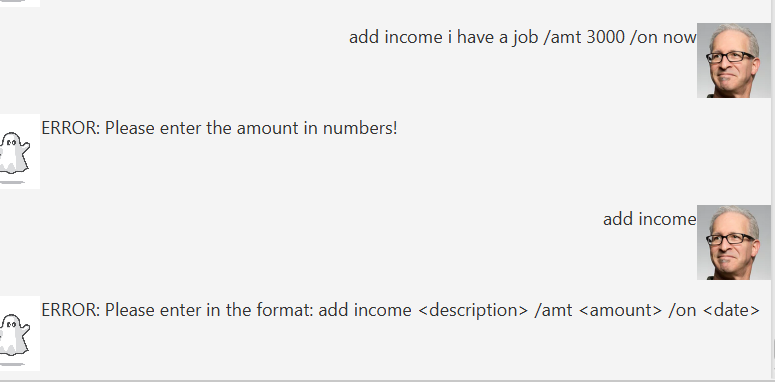 add income i have a job /amt 3000 /on now
ERROR: Please enter the amount in numbers!
add income
ERROR: Please enter in the format: add income <description> /amt <amount> /on <date>